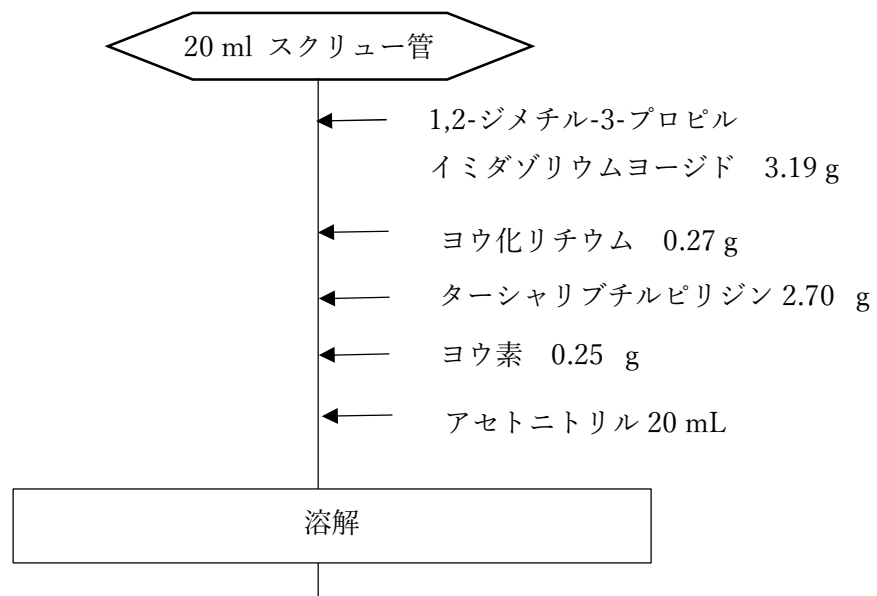 20 ml スクリュー管
1,2-ジメチル-3-プロピル
イミダゾリウムヨージド 3.19 g
ヨウ化リチウム 0.27 g
ターシャリブチルピリジン 2.70 g
ヨウ素 0.25 g
アセトニトリル 20 mL
溶解